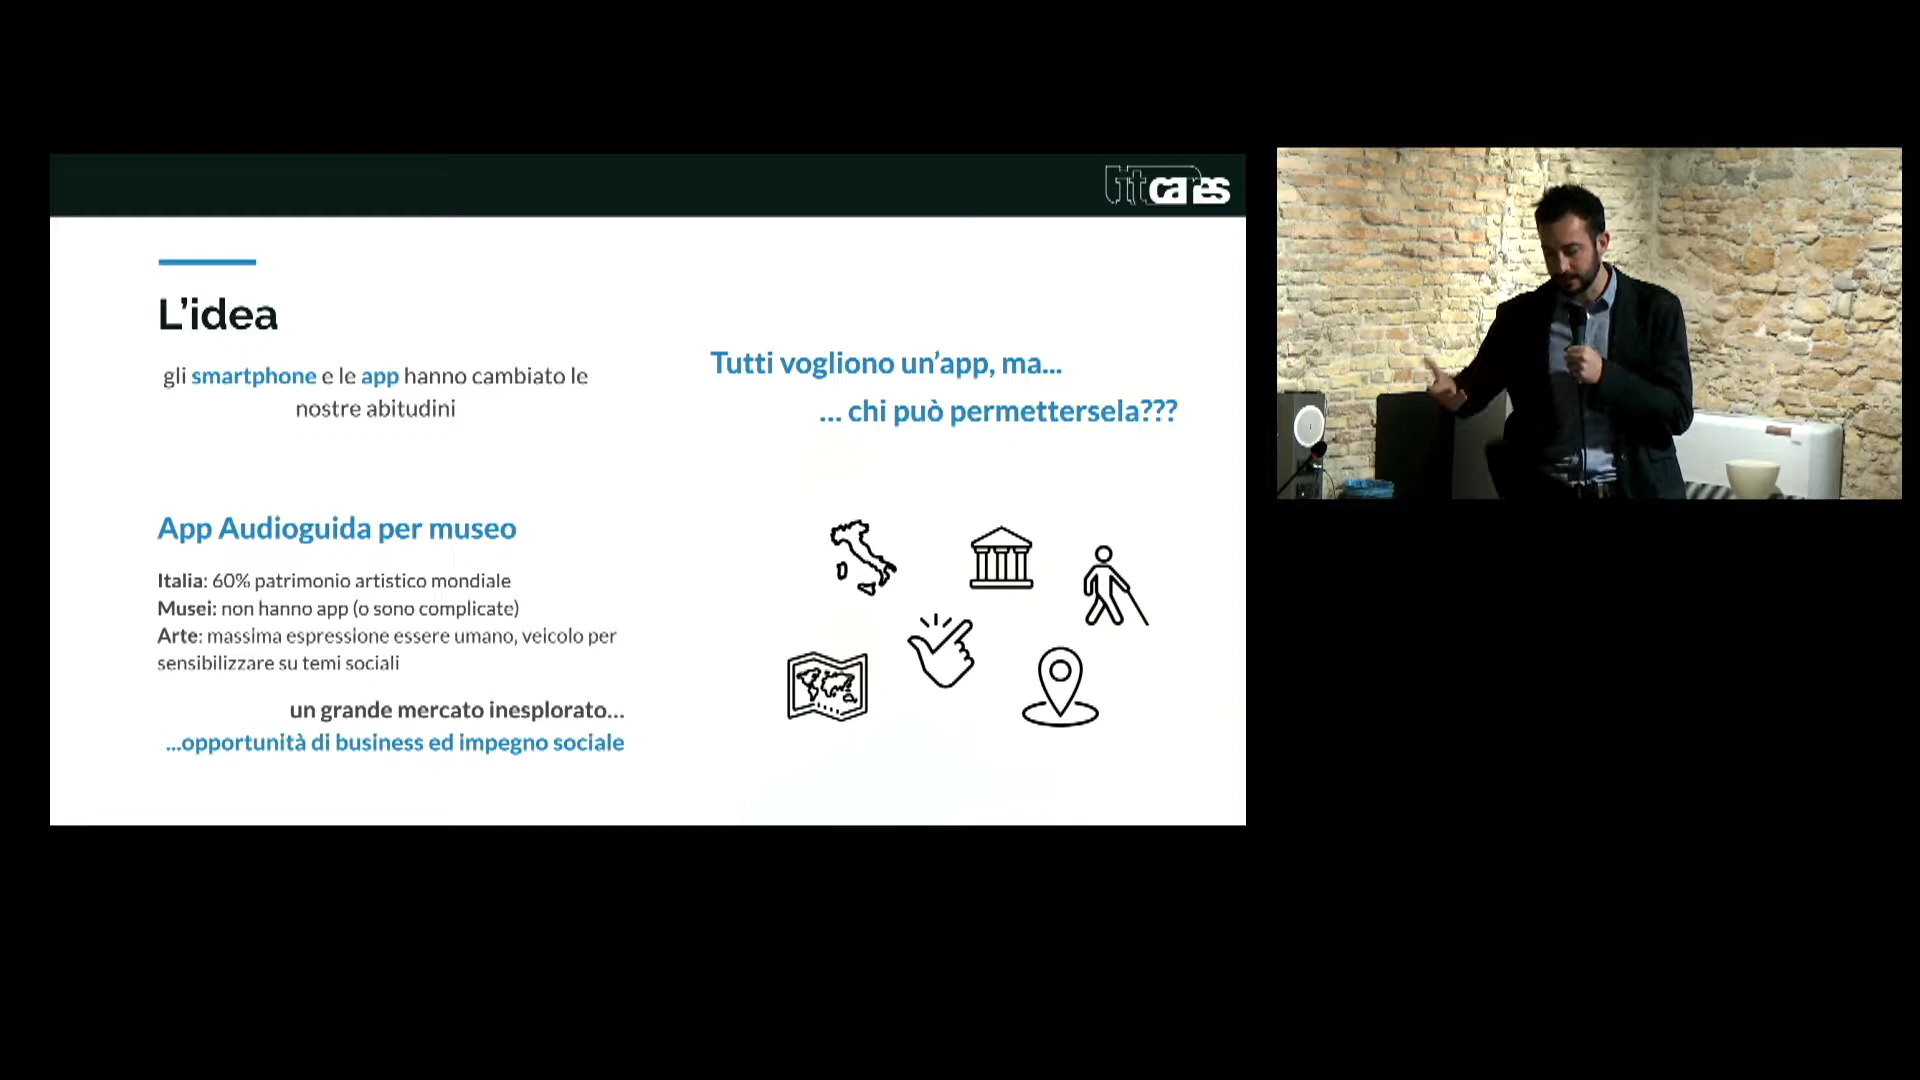 cares
L’idea
gli smartphone e le app hanno cambiato le
nostre abitudini
Tutti vogliono un’app, ma...
... chi può permettersela???
App Audioguida per museo
Italia: 60% patrimonio artistico mondiale
Musei: non hanno app (o sono complicate)
Arte: massima espressione essere umano, veicolo per
sensibilizzare su temi sociali
un grande mercato inesplorato...
...opportunità di business ed impegno sociale